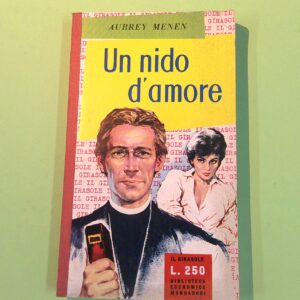 AUBREY MENEN
Un nido
d'amore
IL GIRASOLE
L. 250
BIBLIOTECA
ECONOMICA
MONDADORI